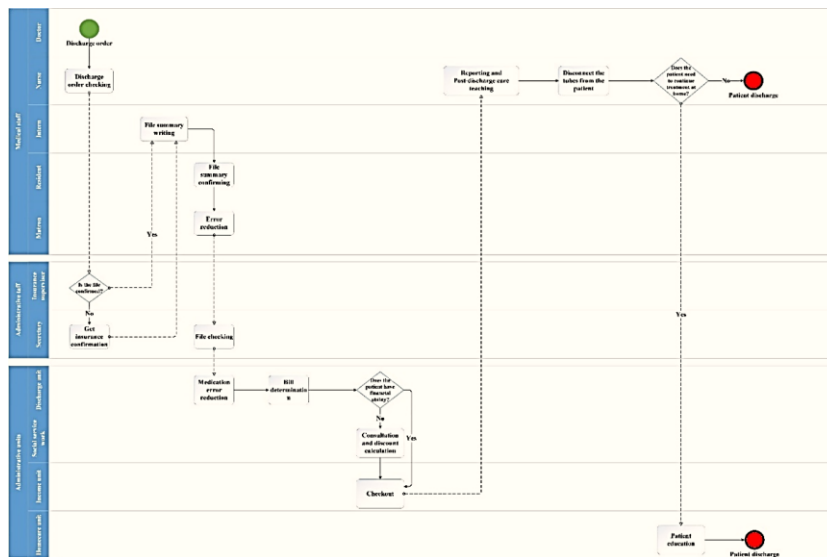 Doctor
Discharge order
Nurse
Discharge
order checking
Reporting and
Post-discharge care
teaching
Disconnect the
tubes from the
patient
Does the
patient need to
continue
treatment at
home?
No
Patient discharge
Medical staff
Intern
File summary
writing
Resident
File
summary
confirming
Matron
Error
reduction
Yes
Administrative staff
Insurance
supervisor
Is the file
confirmed?
No
Secretary
Get
insurance
confirmation
File checking
Yes
Administrative units
Discharge unit
Medication
error
reduction
Bill
determinatio
n
Does the
patient have
financial
ability?
No
Yes
Social service
work
Consultation
and discount
calculation
Income unit
Checkout
Homecare unit
Patient
education
Patient discharge